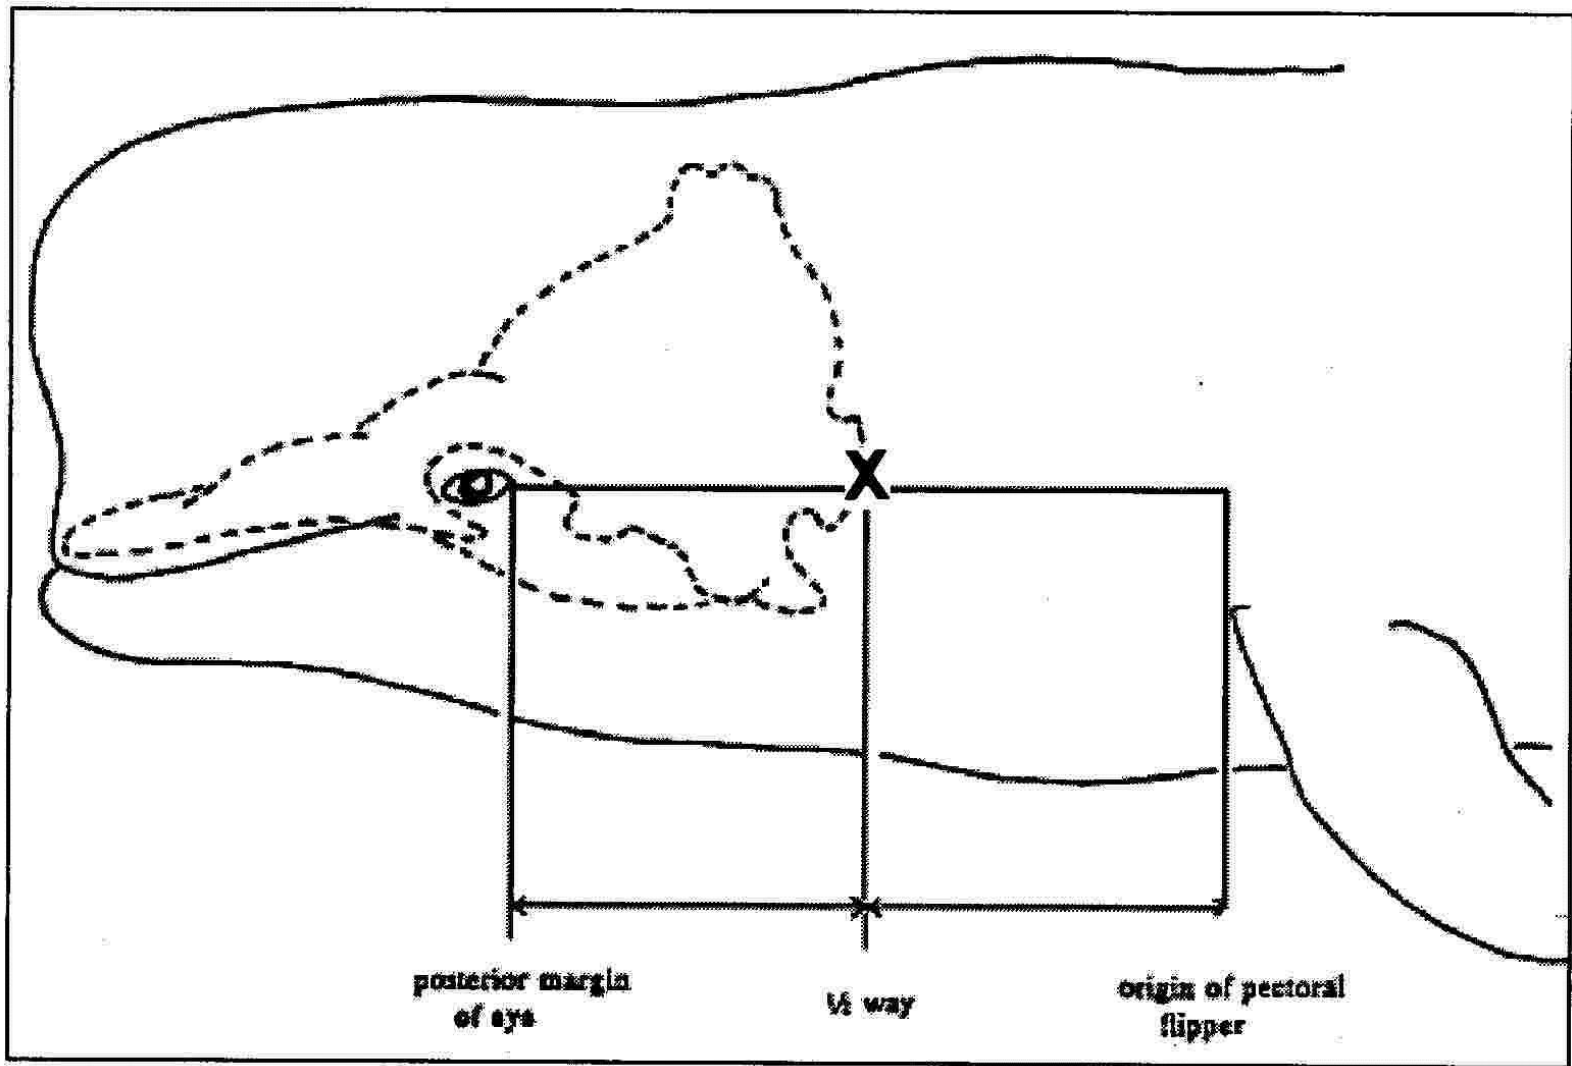 X
posterior margin
of eye
½ way
origin of pectoral
flipper